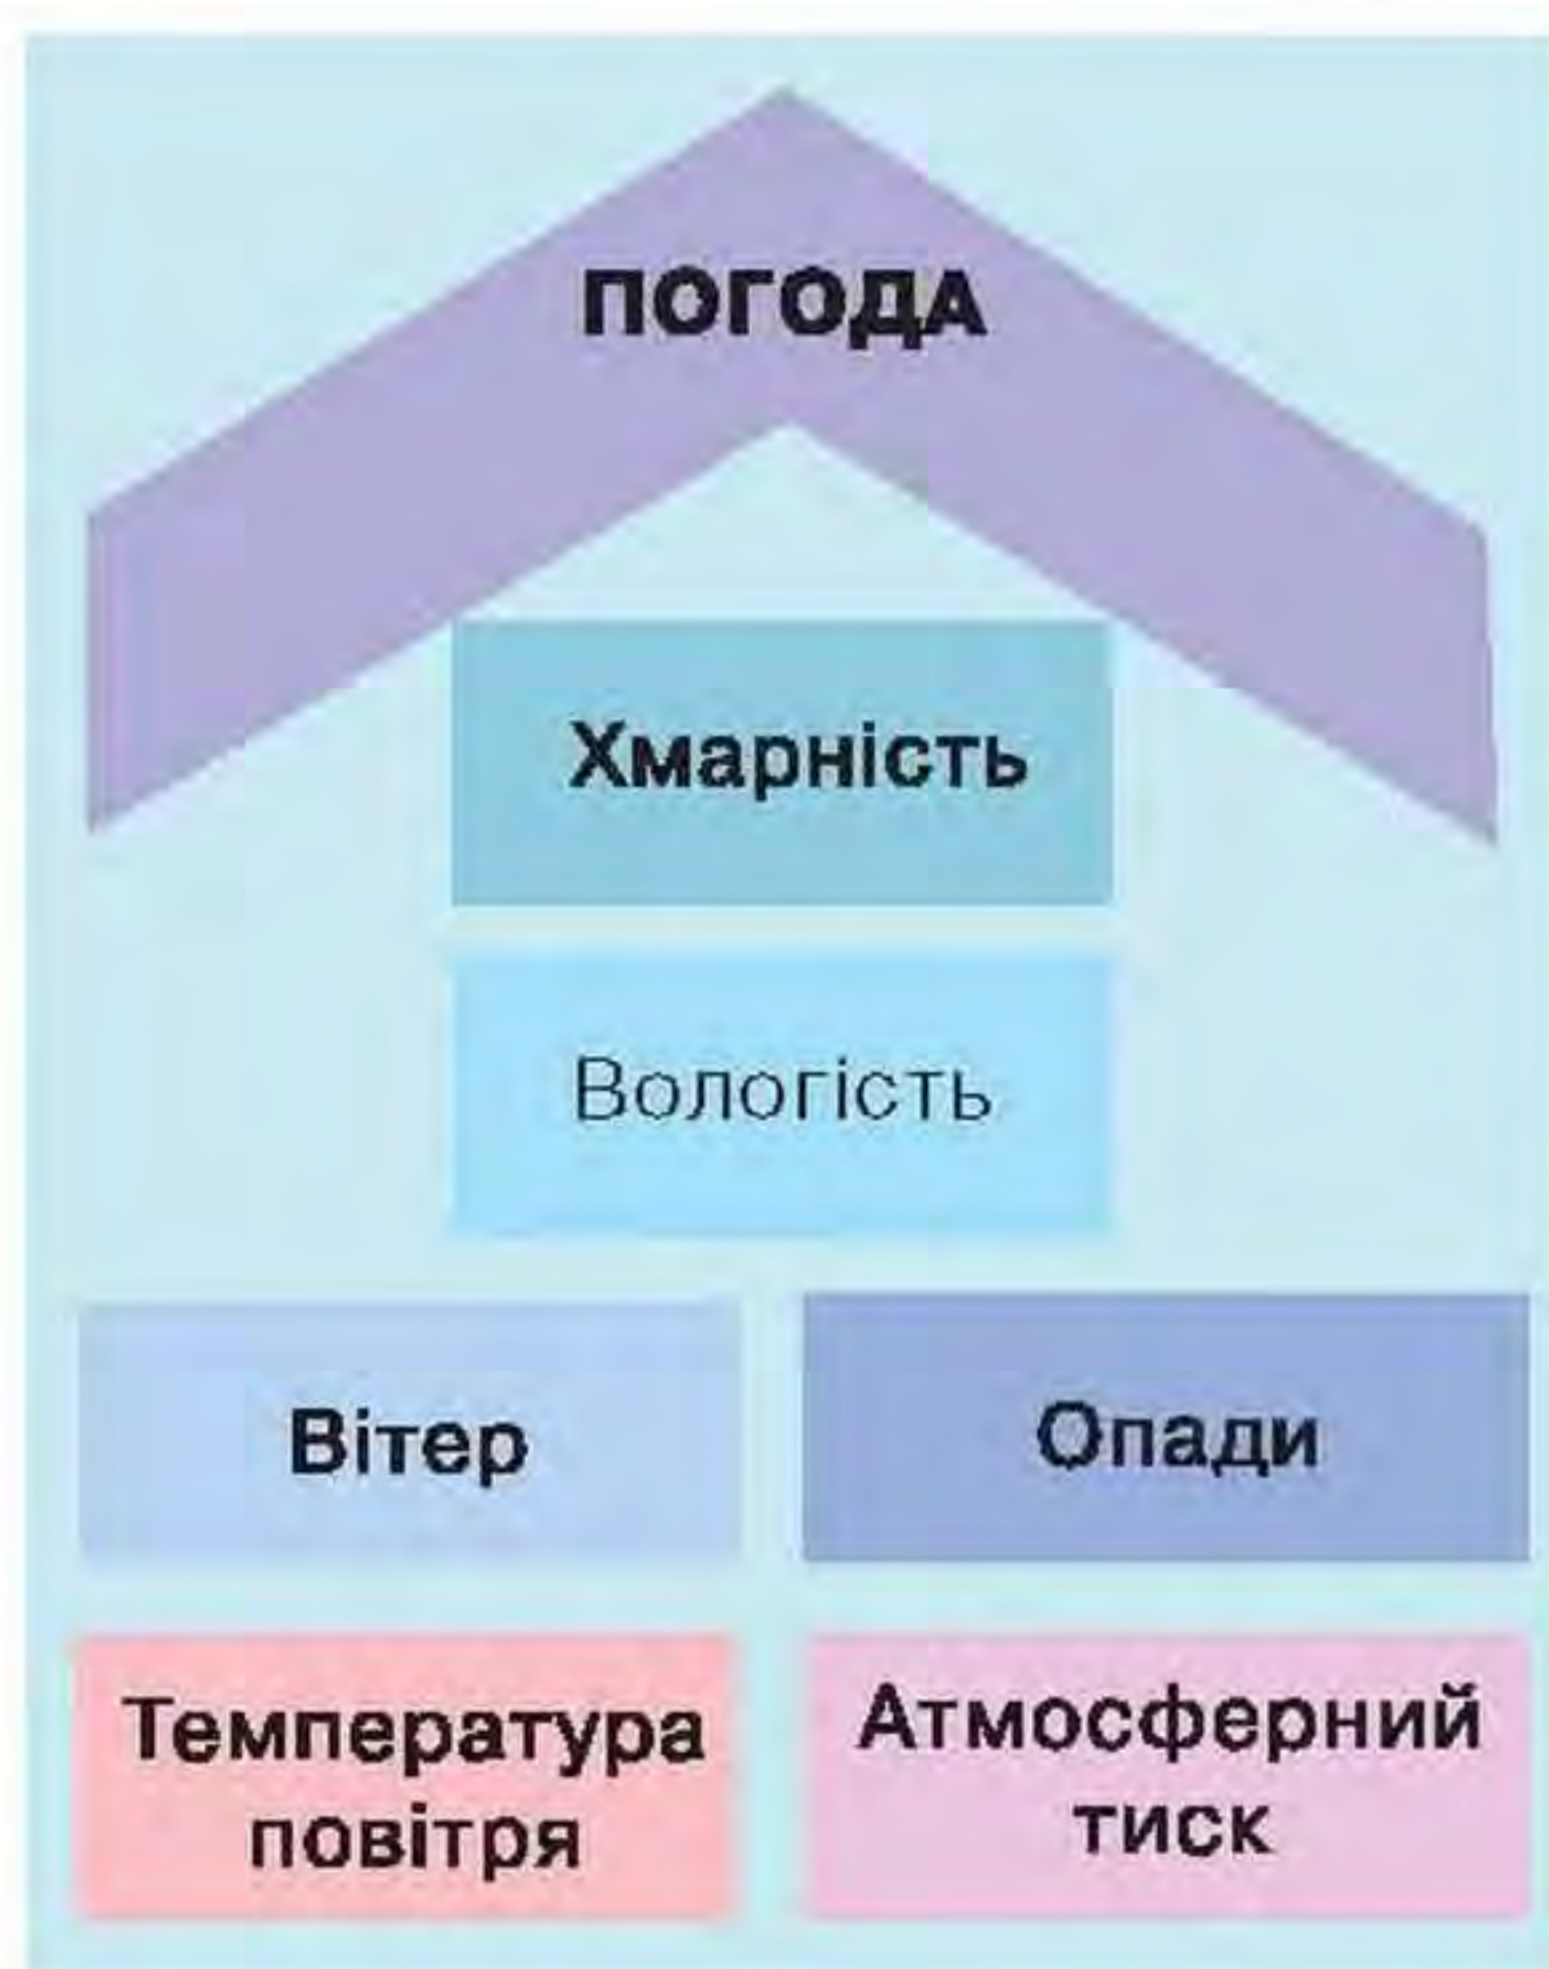 ПОГОДА
Хмарність
Вологість
Вітер
Опади
Температура
повітря
Атмосферний
тиск